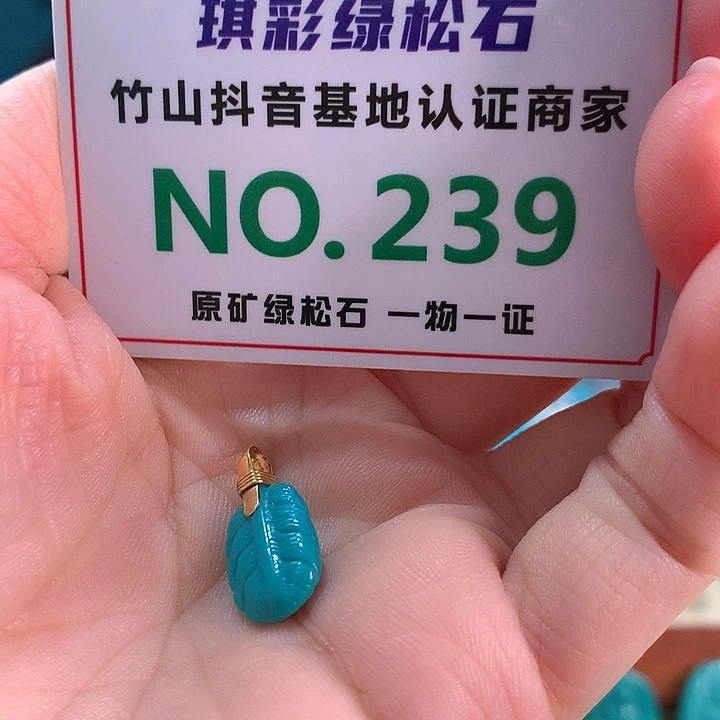 琪彩绿松石
竹山抖音基地认证商家
NO.239
原矿绿松石 一物一证